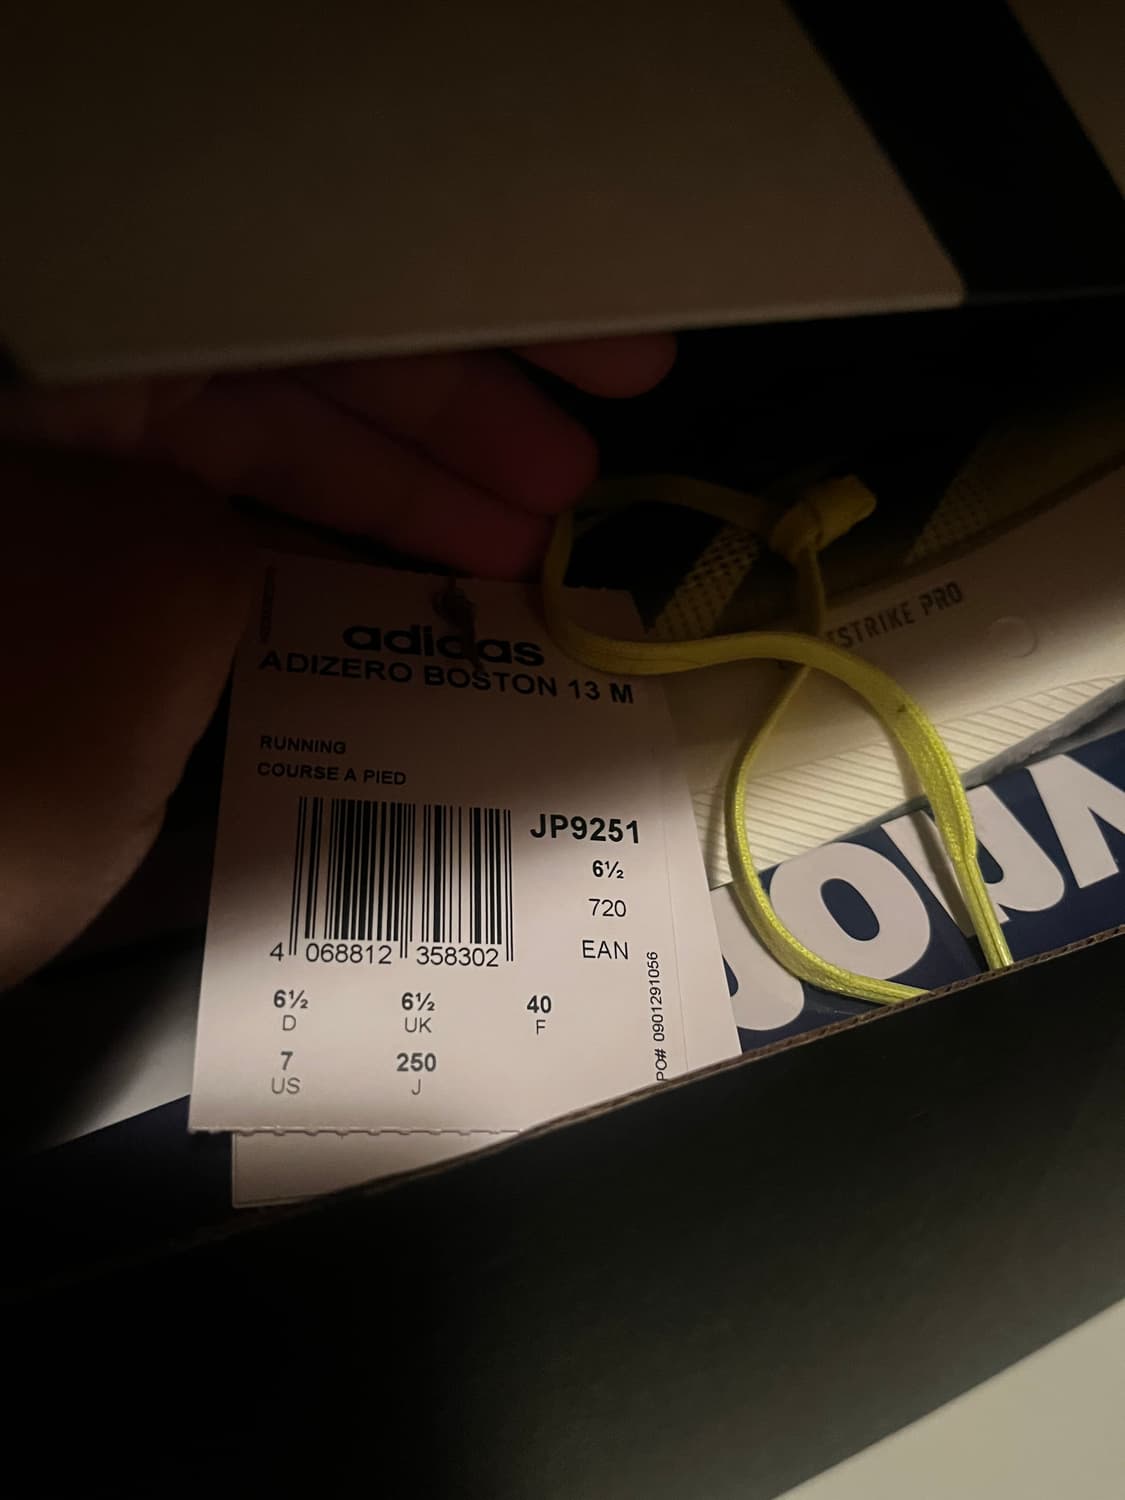 adidas
ADIZERO BOSTON 13 M
RUNNING
COURSE A PIED
JP9251
6½
720
EAN
4 068812 358302
6½ 6½ 40
D UK F
7 250
US J
PO# 0901291056
TSTRIKE PRO